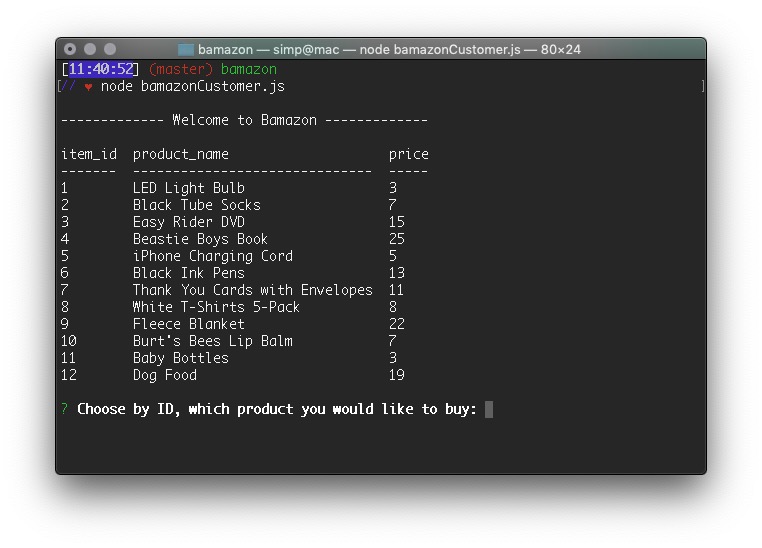 bamazon — simp@mac — node bamazonCustomer.js — 80×24
[11:40:52] (master) bamazon
[// ♥ node bamazonCustomer.js ]
------------- Welcome to Bamazon -------------
item_id  product_name                    price
-------  ------------------------------  -----
1        LED Light Bulb                  3
2        Black Tube Socks                7
3        Easy Rider DVD                  15
4        Beastie Boys Book               25
5        iPhone Charging Cord            5
6        Black Ink Pens                  13
7        Thank You Cards with Envelopes  11
8        White T-Shirts 5-Pack           8
9        Fleece Blanket                  22
10       Burt's Bees Lip Balm            7
11       Baby Bottles                    3
12       Dog Food                        19
? Choose by ID, which product you would like to buy: